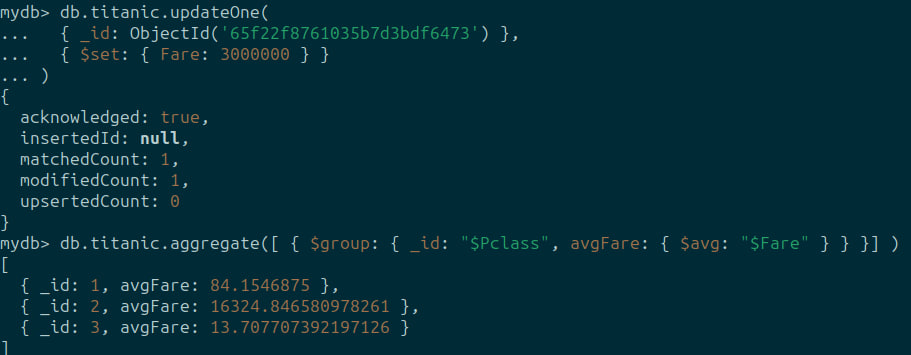 mydb> db.titanic.updateOne(
...   { _id: ObjectId('65f22f8761035b7d3bdf6473') },
...   { $set: { Fare: 3000000 } }
... )
{
  acknowledged: true,
  insertedId: null,
  matchedCount: 1,
  modifiedCount: 1,
  upsertedCount: 0
}
mydb> db.titanic.aggregate([ { $group: { _id: "$Pclass", avgFare: { $avg: "$Fare" } } }] )
[
  { _id: 1, avgFare: 84.1546875 },
  { _id: 2, avgFare: 16324.846580978261 },
  { _id: 3, avgFare: 13.707707392197126 }
]